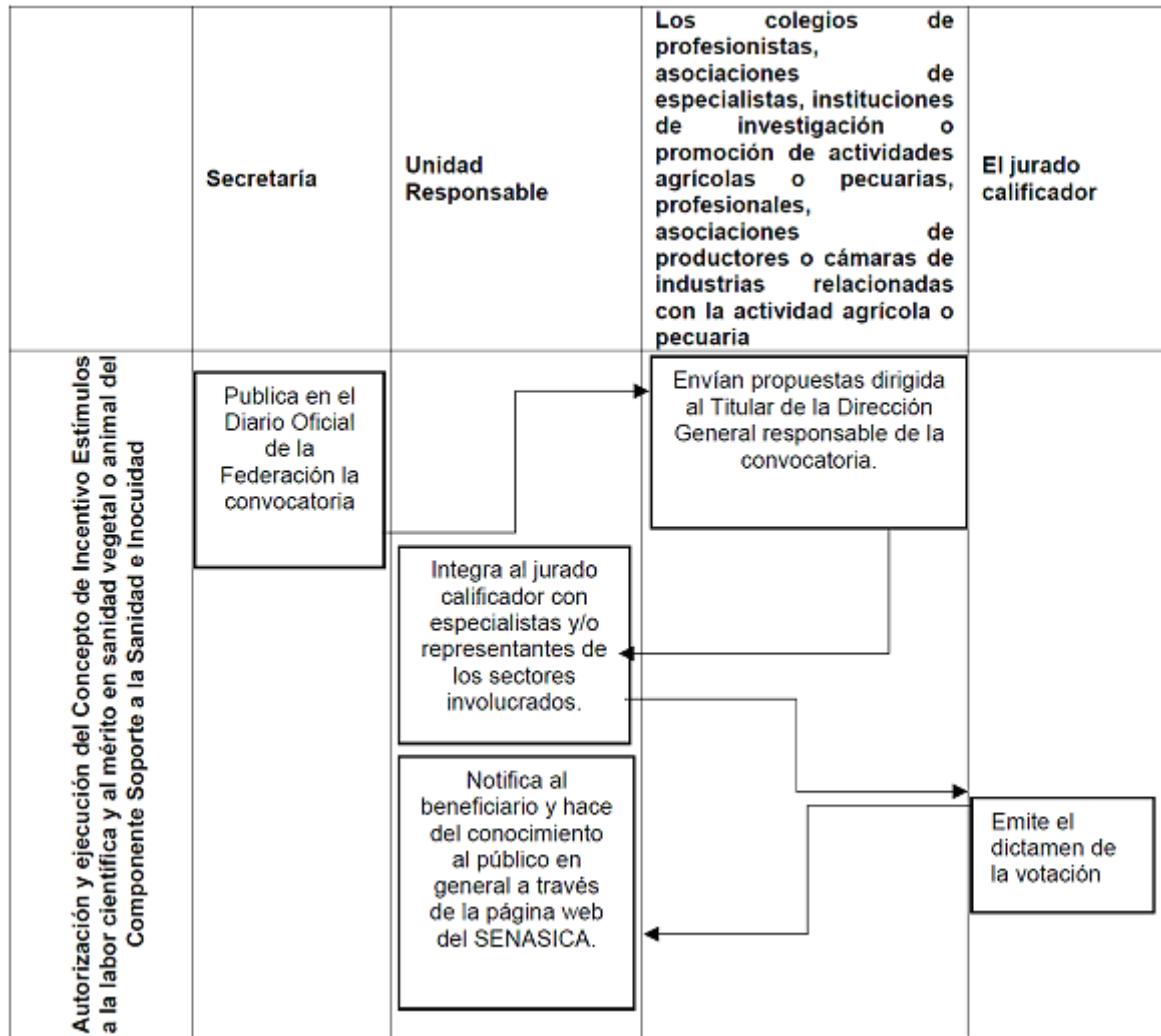 Secretaría
Unidad
Responsable
Los colegios de
profesionistas,
asociaciones de
especialistas, instituciones
de investigación o
promoción de actividades
agrícolas o pecuarias,
profesionales,
asociaciones de
productores o cámaras de
industrias relacionadas
con la actividad agrícola o
pecuaria
El jurado
calificador
Autorización y ejecución del Concepto de Incentivo Estímulos
a la labor científica y al mérito en sanidad vegetal o animal del
Componente Soporte a la Sanidad e Inocuidad
Publica en el
Diario Oficial
de la
Federación la
convocatoria
Envían propuestas dirigida
al Titular de la Dirección
General responsable de la
convocatoria.
Integra al jurado
calificador con
especialistas y/o
representantes de
los sectores
involucrados.
Notifica al
beneficiario y hace
del conocimiento
al público en
general a través
de la página web
del SENASICA.
Emite el
dictamen de
la votación